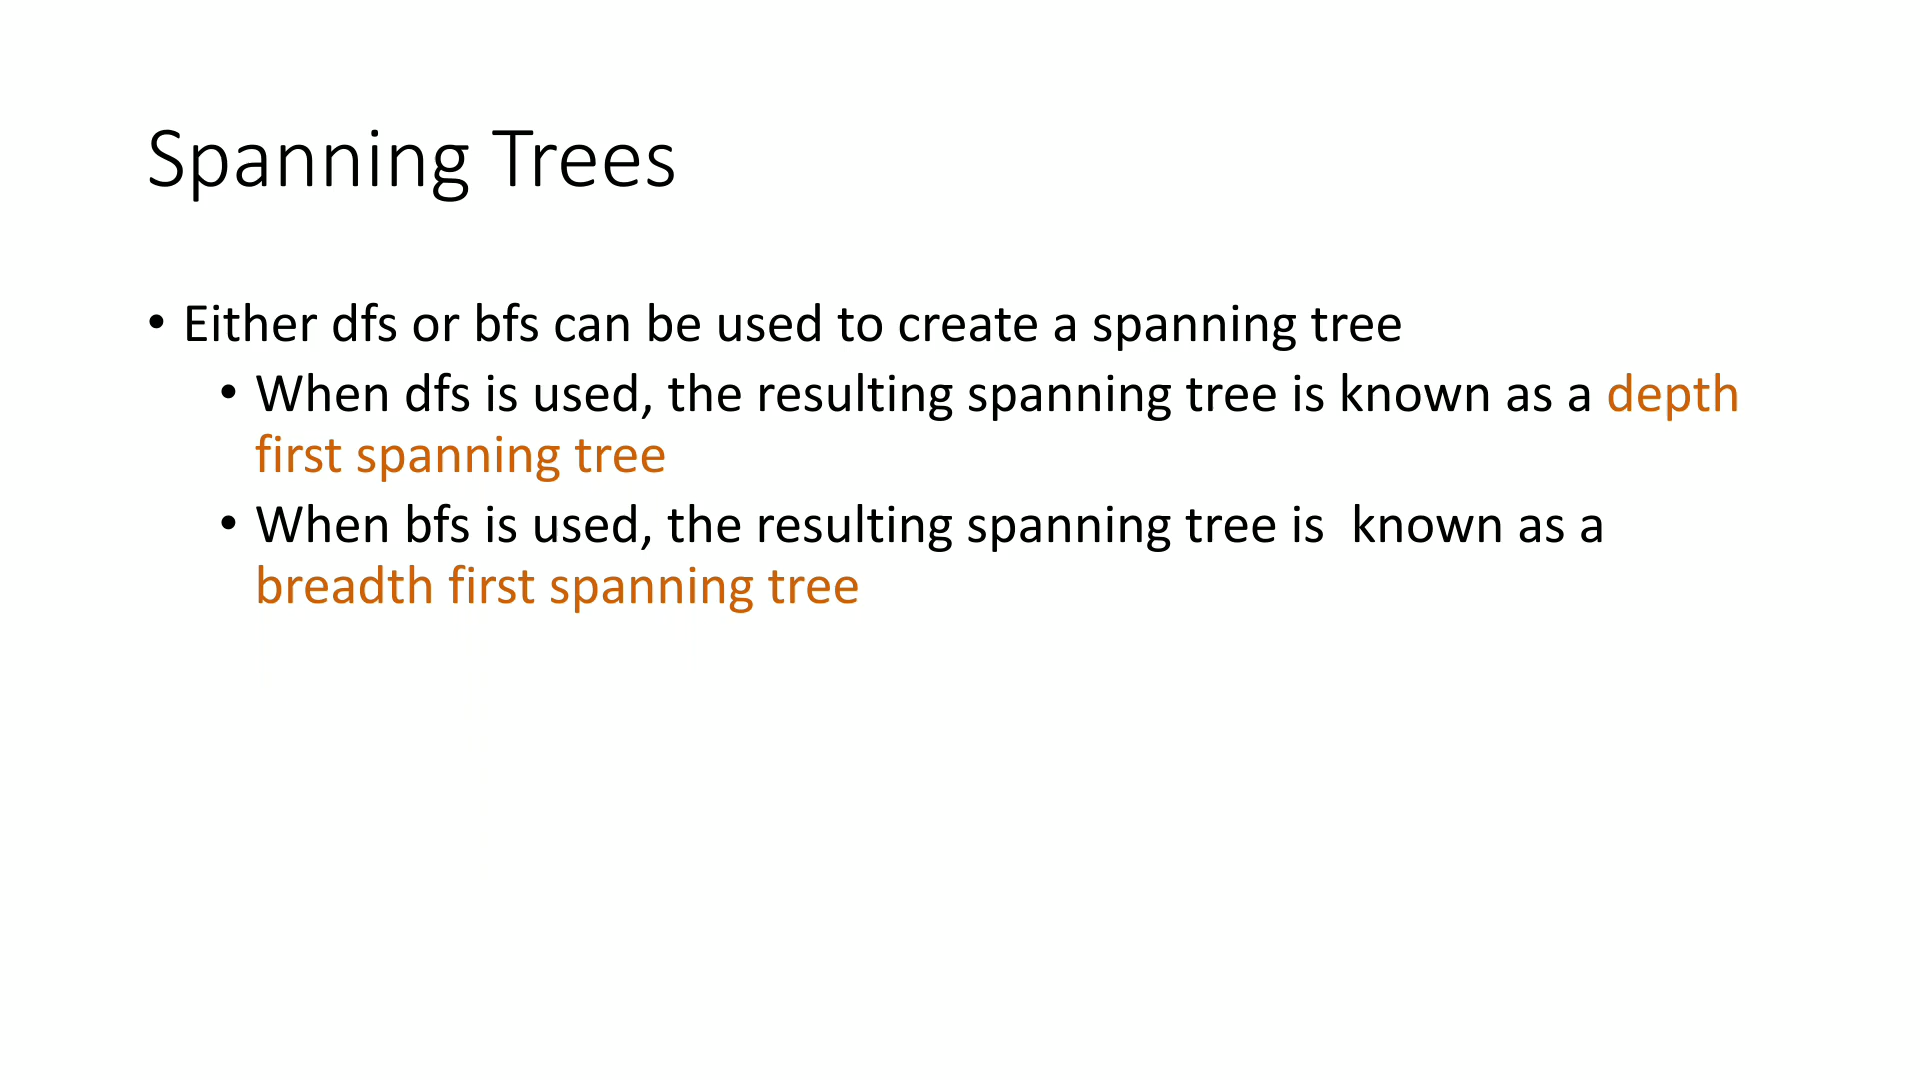 Spanning Trees
• Either dfs or bfs can be used to create a spanning tree
• When dfs is used, the resulting spanning tree is known as a depth
first spanning tree
• When bfs is used, the resulting spanning tree is  known as a
breadth first spanning tree